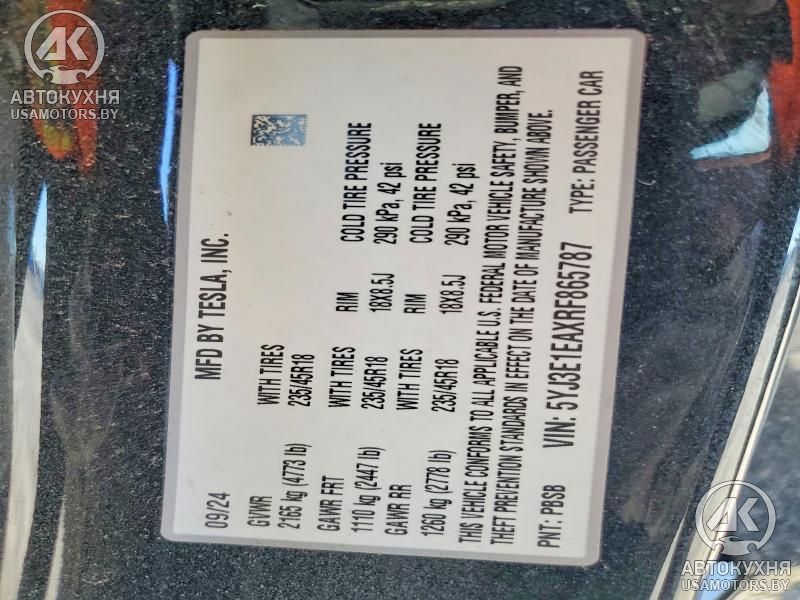 MFD BY TESLA, INC.
09/24
GVWR WITH TIRES RIM COLD TIRE PRESSURE
2165 kg (4773 lb) 235/45R18 18X8.5J 290 kPa, 42 psi
GAWR FRT WITH TIRES RIM COLD TIRE PRESSURE
1110 kg (2447 lb) 235/45R18 18X8.5J 290 kPa, 42 psi
GAWR RR WITH TIRES
1260 kg (2778 lb) 235/45R18
THIS VEHICLE CONFORMS TO ALL APPLICABLE U.S. FEDERAL MOTOR VEHICLE SAFETY, BUMPER, AND
THEFT PREVENTION STANDARDS IN EFFECT ON THE DATE OF MANUFACTURE SHOWN ABOVE.
PNT: PBSB VIN: 5YJ3E1EAXRF865787 TYPE: PASSENGER CAR
АК
АВТОКУХНЯ
USAMOTORS.BY
АК
АВТОКУХНЯ
USAMOTORS.BY